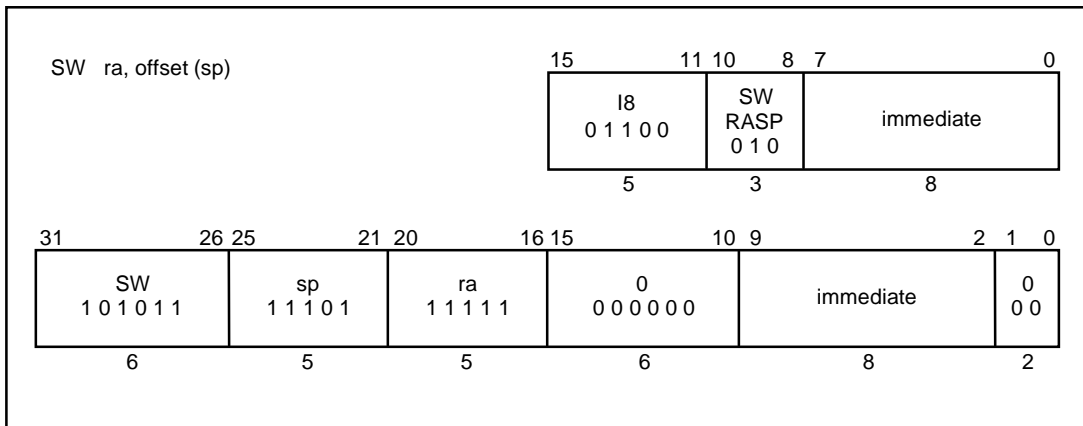 SW ra, offset (sp)
15 11 10 8 7 0
I8 SW
RASP immediate
0 1 1 0 0 0 1 0
5 3 8
31 26 25 21 20 16 15 10 9 2 1 0
SW sp ra 0 immediate 0
1 0 1 0 1 1 1 1 1 0 1 1 1 1 1 1 0 0 0 0 0 0 0 0
6 5 5 6 8 2